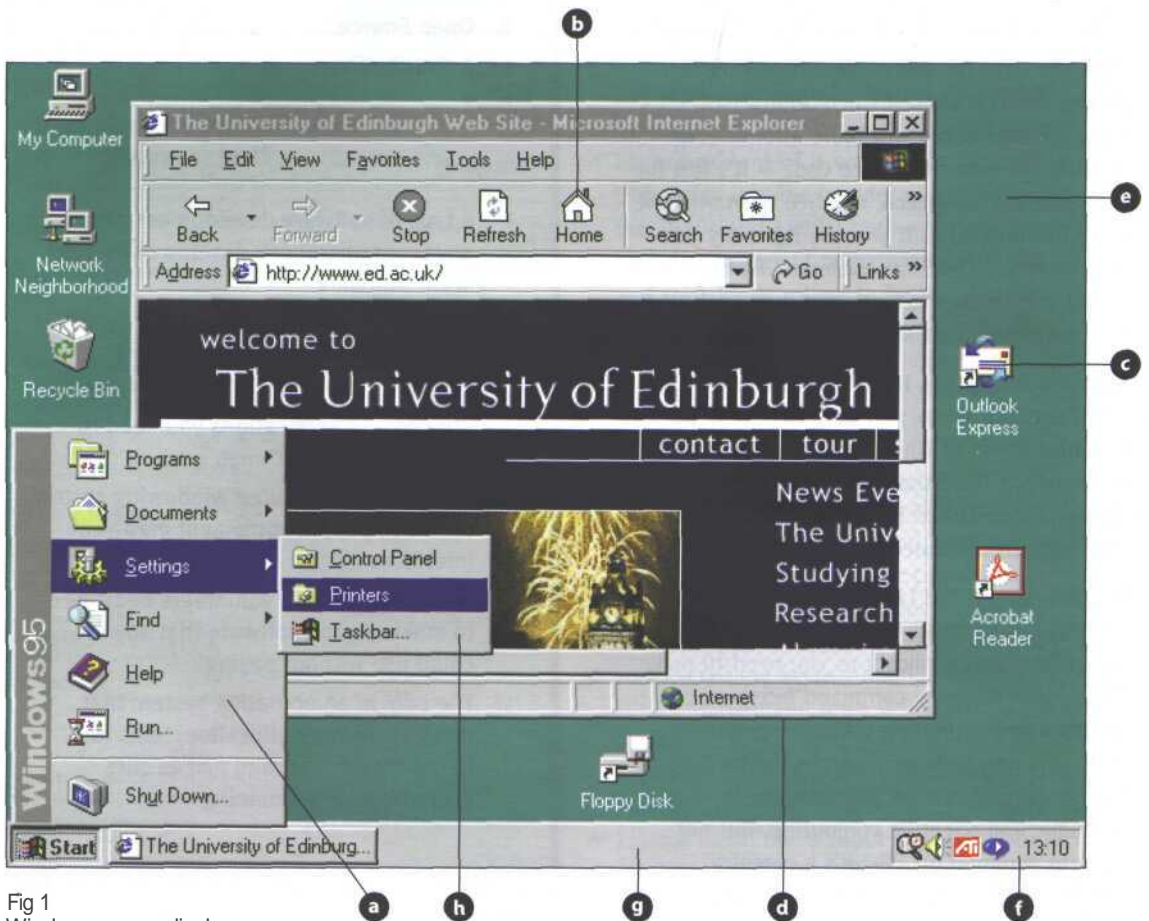 b
My Computer
The University of Edinburgh Web Site - Microsoft Internet Explorer
File Edit View Favorites Tools Help
Back Forward Stop Refresh Home Search Favorites History »
e
Network
Neighborhood
Address http://www.ed.ac.uk/ Go Links »
welcome to
The University of Edinburgh
Recycle Bin
c
Outlook
Express
contact tour s
News Eve
The Unive
Studying
Research
Programs
Documents
Settings
Find
Help
Run...
Shut Down...
Windows95
Control Panel
Printers
Taskbar...
Acrobat
Reader
Internet
Floppy Disk
Start The University of Edinburg... 13:10
Fig 1
a h g d f